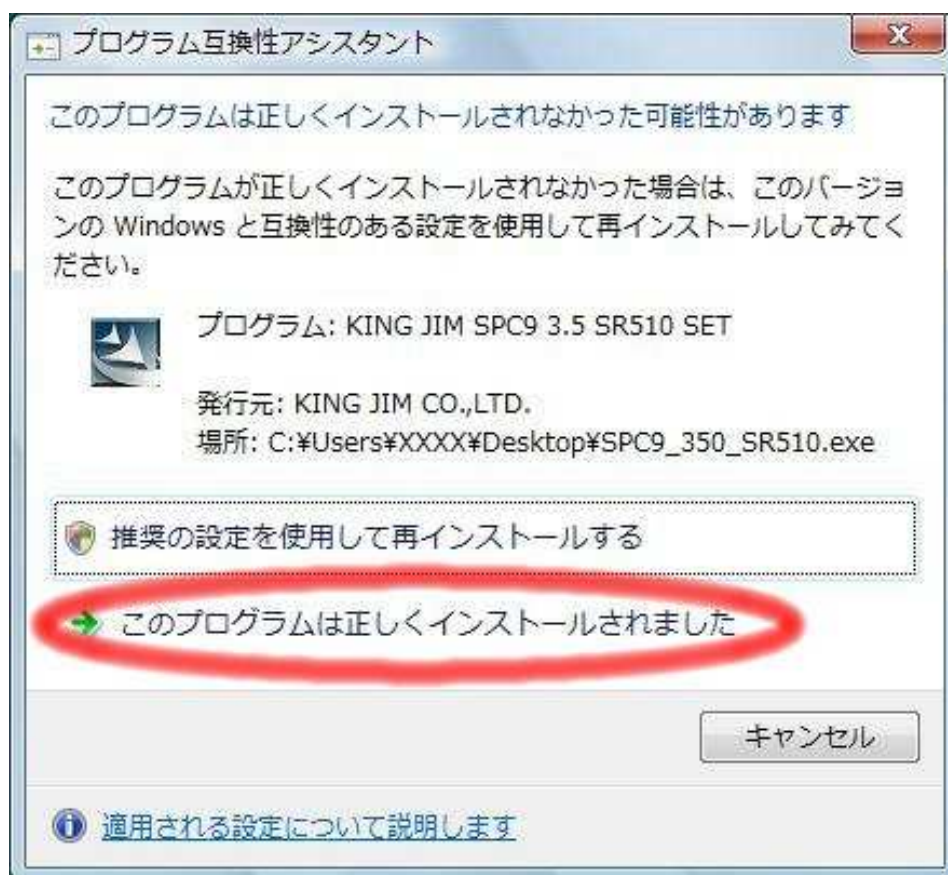 プログラム互換性アシスタント
このプログラムは正しくインストールされなかった可能性があります
このプログラムが正しくインストールされなかった場合は、このバージョ
ンの Windows と互換性のある設定を使用して再インストールしてみてく
ださい。
プログラム: KING JIM SPC9 3.5 SR510 SET
発行元: KING JIM CO.,LTD.
場所: C:¥Users¥XXXX¥Desktop¥SPC9_350_SR510.exe
推奨の設定を使用して再インストールする
このプログラムは正しくインストールされました
キャンセル
適用される設定について説明します